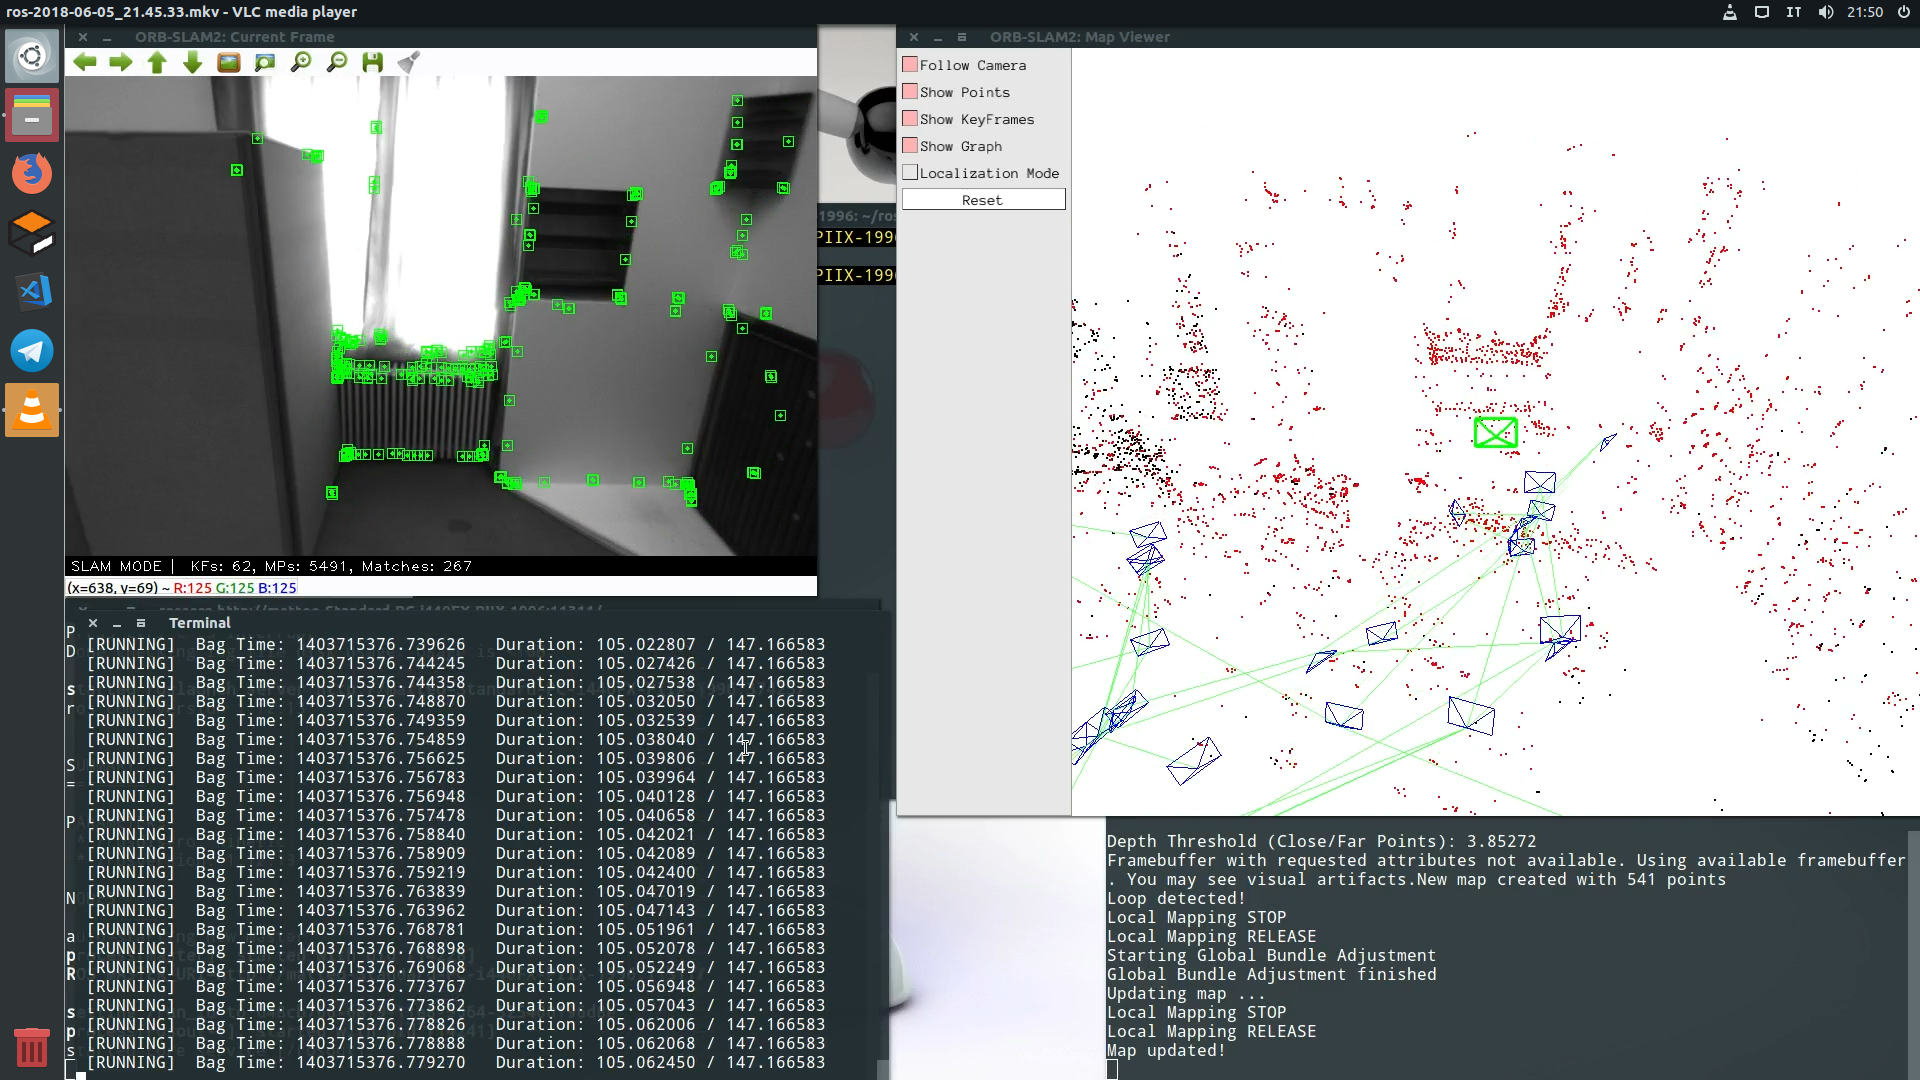 ros-2018-06-05_21.45.33.mkv - VLC media player
IT
21:50
ORB-SLAM2: Current Frame
SLAM MODE | KFs: 62, MPs: 5491, Matches: 267
(x=638, y=69) ~ R:125 G:125 B:125
ORB-SLAM2: Map Viewer
Follow Camera
Show Points
Show KeyFrames
Show Graph
Localization Mode
Reset
1996: ~/ros
PIIX-1996
PIIX-1996
Terminal
[RUNNING] Bag Time: 1403715376.739626 Duration: 105.022807 / 147.166583
[RUNNING] Bag Time: 1403715376.744245 Duration: 105.027426 / 147.166583
[RUNNING] Bag Time: 1403715376.744358 Duration: 105.027538 / 147.166583
[RUNNING] Bag Time: 1403715376.748870 Duration: 105.032050 / 147.166583
[RUNNING] Bag Time: 1403715376.749359 Duration: 105.032539 / 147.166583
[RUNNING] Bag Time: 1403715376.754859 Duration: 105.038040 / 147.166583
[RUNNING] Bag Time: 1403715376.756625 Duration: 105.039806 / 147.166583
[RUNNING] Bag Time: 1403715376.756783 Duration: 105.039964 / 147.166583
[RUNNING] Bag Time: 1403715376.756948 Duration: 105.040128 / 147.166583
[RUNNING] Bag Time: 1403715376.757478 Duration: 105.040658 / 147.166583
[RUNNING] Bag Time: 1403715376.758840 Duration: 105.042021 / 147.166583
[RUNNING] Bag Time: 1403715376.758909 Duration: 105.042089 / 147.166583
[RUNNING] Bag Time: 1403715376.759219 Duration: 105.042400 / 147.166583
[RUNNING] Bag Time: 1403715376.763839 Duration: 105.047019 / 147.166583
[RUNNING] Bag Time: 1403715376.763962 Duration: 105.047143 / 147.166583
[RUNNING] Bag Time: 1403715376.768781 Duration: 105.051961 / 147.166583
[RUNNING] Bag Time: 1403715376.768898 Duration: 105.052078 / 147.166583
[RUNNING] Bag Time: 1403715376.769068 Duration: 105.052249 / 147.166583
[RUNNING] Bag Time: 1403715376.773767 Duration: 105.056948 / 147.166583
[RUNNING] Bag Time: 1403715376.773862 Duration: 105.057043 / 147.166583
[RUNNING] Bag Time: 1403715376.778826 Duration: 105.062006 / 147.166583
[RUNNING] Bag Time: 1403715376.778888 Duration: 105.062068 / 147.166583
[RUNNING] Bag Time: 1403715376.779270 Duration: 105.062450 / 147.166583
Depth Threshold (Close/Far Points): 3.85272
Framebuffer with requested attributes not available. Using available framebuffer
. You may see visual artifacts.New map created with 541 points
Loop detected!
Local Mapping STOP
Local Mapping RELEASE
Starting Global Bundle Adjustment
Global Bundle Adjustment finished
Updating map ...
Local Mapping STOP
Local Mapping RELEASE
Map updated!